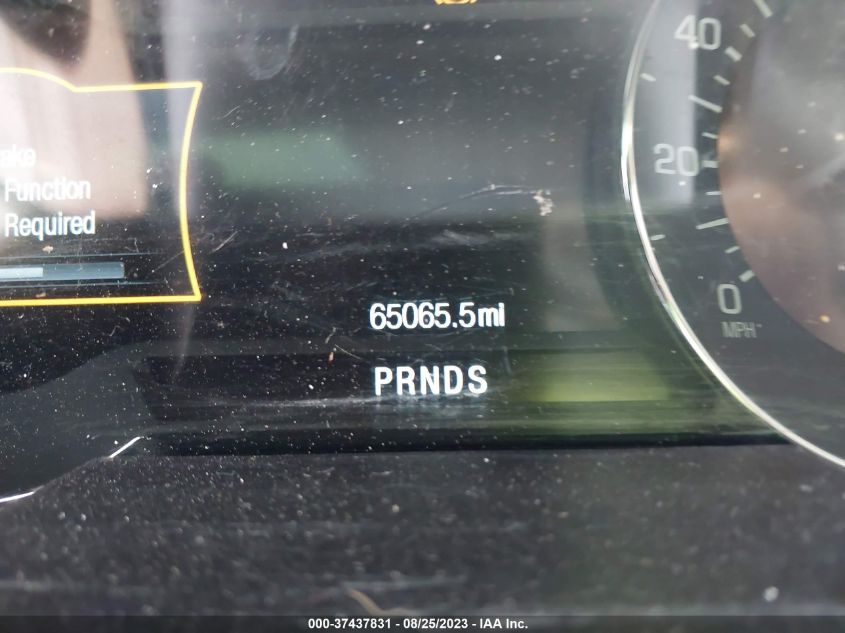 40
ake
Function
20
Required
0
65065.5mi
MPH
PRNDS
000-37437831 - 08/25/2023 - IAA Inc.